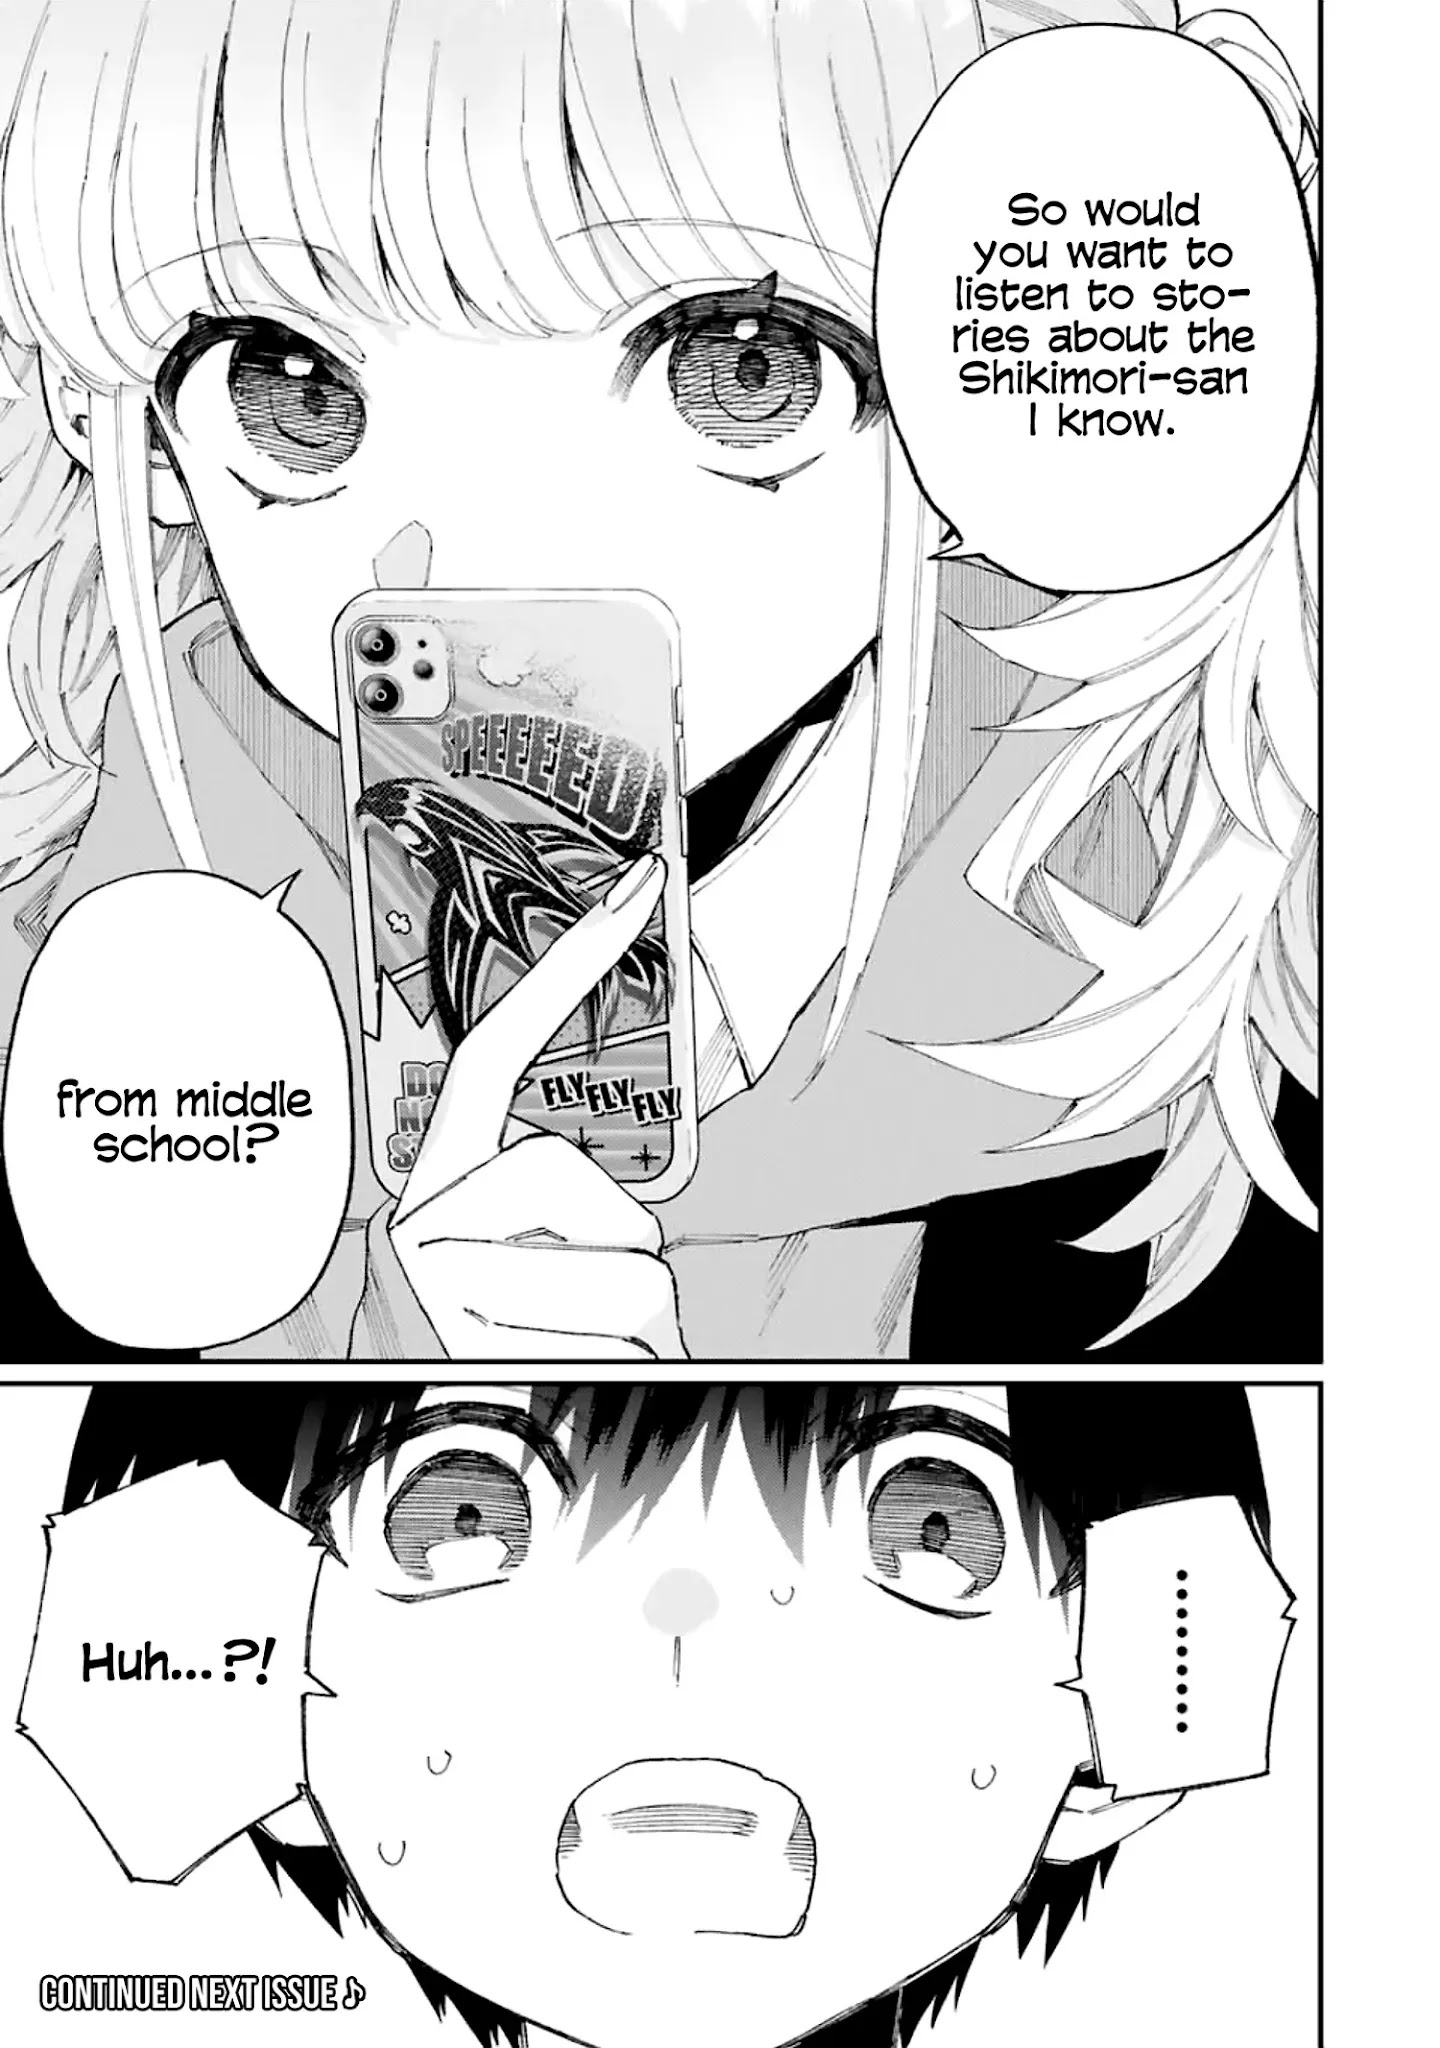 So would
you want to
listen to sto-
ries about the
Shikimori-san
I know.
SPEEEEEED
FLY FLY FLY
from middle
school?
.........
Huh...?!
CONTINUED NEXT ISSUE ♪